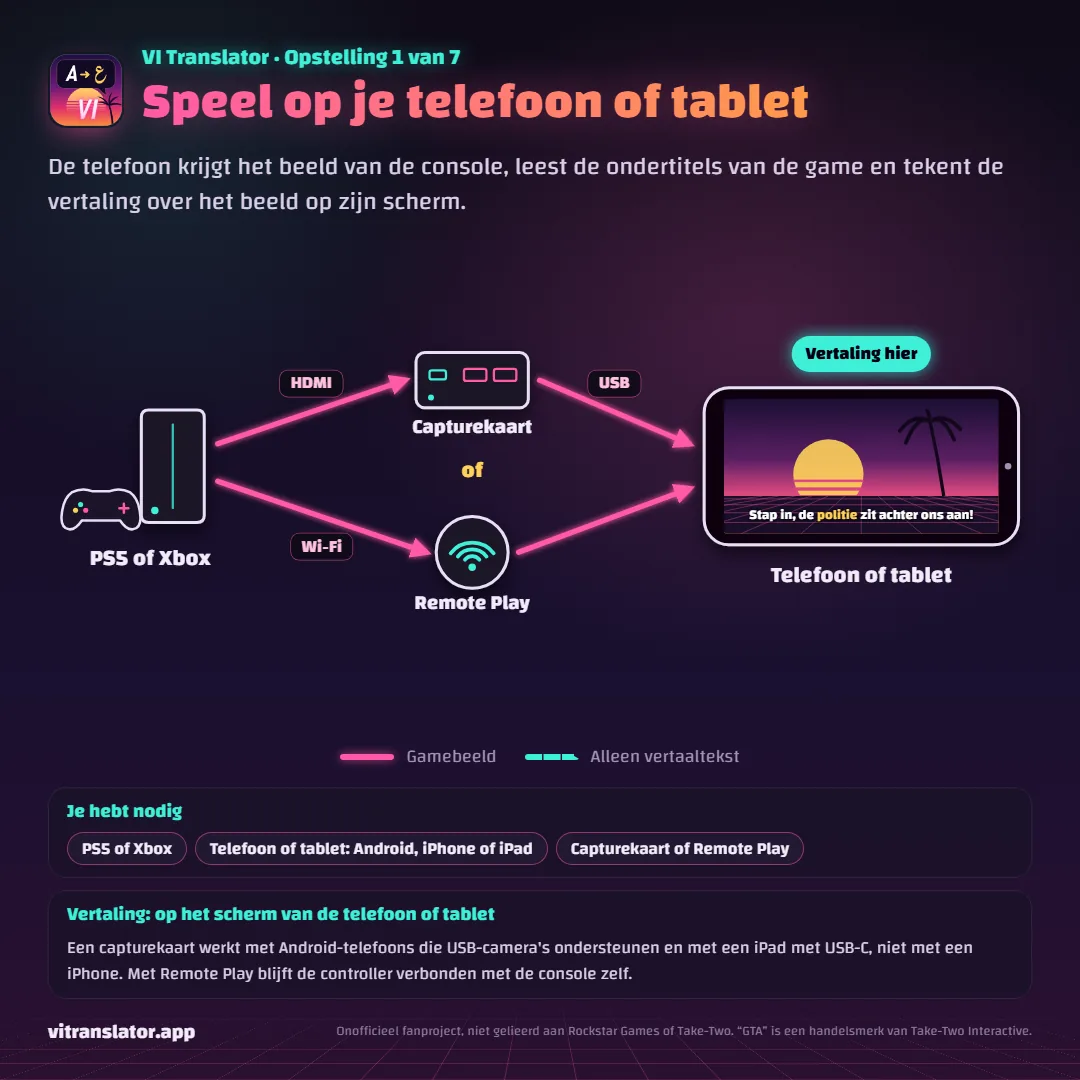 A→ع
VI
VI Translator · Opstelling 1 van 7
Speel op je telefoon of tablet
De telefoon krijgt het beeld van de console, leest de ondertitels van de game en tekent de
vertaling over het beeld op zijn scherm.
Vertaling hier
HDMI
USB
Capturekaart
of
Stap in, de politie zit achter ons aan!
Wi-Fi
PS5 of Xbox
Telefoon of tablet
Remote Play
Gamebeeld
Alleen vertaaltekst
Je hebt nodig
PS5 of Xbox
Telefoon of tablet: Android, iPhone of iPad
Capturekaart of Remote Play
Vertaling: op het scherm van de telefoon of tablet
Een capturekaart werkt met Android-telefoons die USB-camera's ondersteunen en met een iPad met USB-C, niet met een
iPhone. Met Remote Play blijft de controller verbonden met de console zelf.
vitranslator.app
Onofficieel fanproject, niet gelieerd aan Rockstar Games of Take-Two. “GTA” is een handelsmerk van Take-Two Interactive.